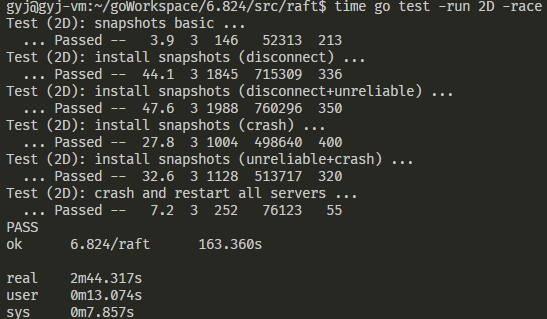 gyj@gyj-vm:~/goWorkspace/6.824/src/raft$ time go test -run 2D -race
Test (2D): snapshots basic ...
  ... Passed --   3.9  3  146   52313  213
Test (2D): install snapshots (disconnect) ...
  ... Passed --  44.1  3 1845  715309  336
Test (2D): install snapshots (disconnect+unreliable) ...
  ... Passed --  47.6  3 1988  760296  350
Test (2D): install snapshots (crash) ...
  ... Passed --  27.8  3 1004  498640  400
Test (2D): install snapshots (unreliable+crash) ...
  ... Passed --  32.6  3 1128  513717  320
Test (2D): crash and restart all servers ...
  ... Passed --   7.2  3  252   76123   55
PASS
ok      6.824/raft      163.360s
real    2m44.317s
user    0m13.074s
sys     0m7.857s